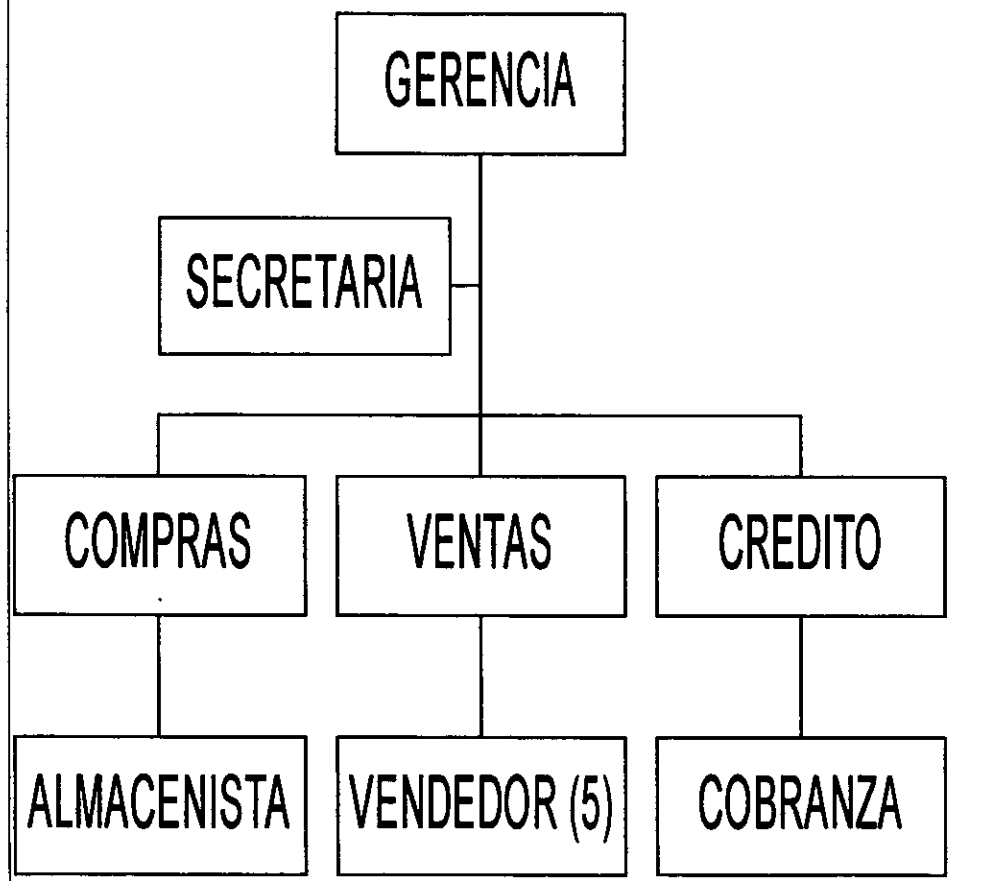 GERENCIA
SECRETARIA
COMPRAS
VENTAS
CREDITO
ALMACENISTA
VENDEDOR (5)
COBRANZA